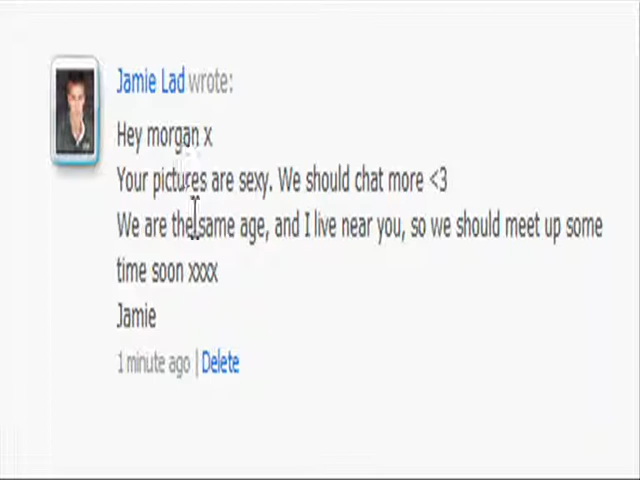 Jamie Lad wrote:
Hey morgan x
Your pictures are sexy. We should chat more <3
We are the same age, and I live near you, so we should meet up some
time soon xxxx
Jamie
1 minute ago | Delete